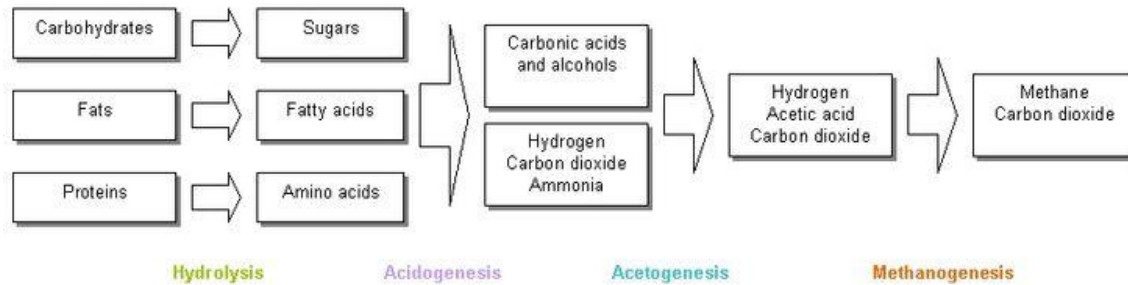 Carbohydrates
Sugars
Carbonic acids
and alcohols
Fats
Fatty acids
Hydrogen
Carbon dioxide
Ammonia
Hydrogen
Acetic acid
Carbon dioxide
Methane
Carbon dioxide
Proteins
Amino acids
Hydrolysis
Acidogenesis
Acetogenesis
Methanogenesis